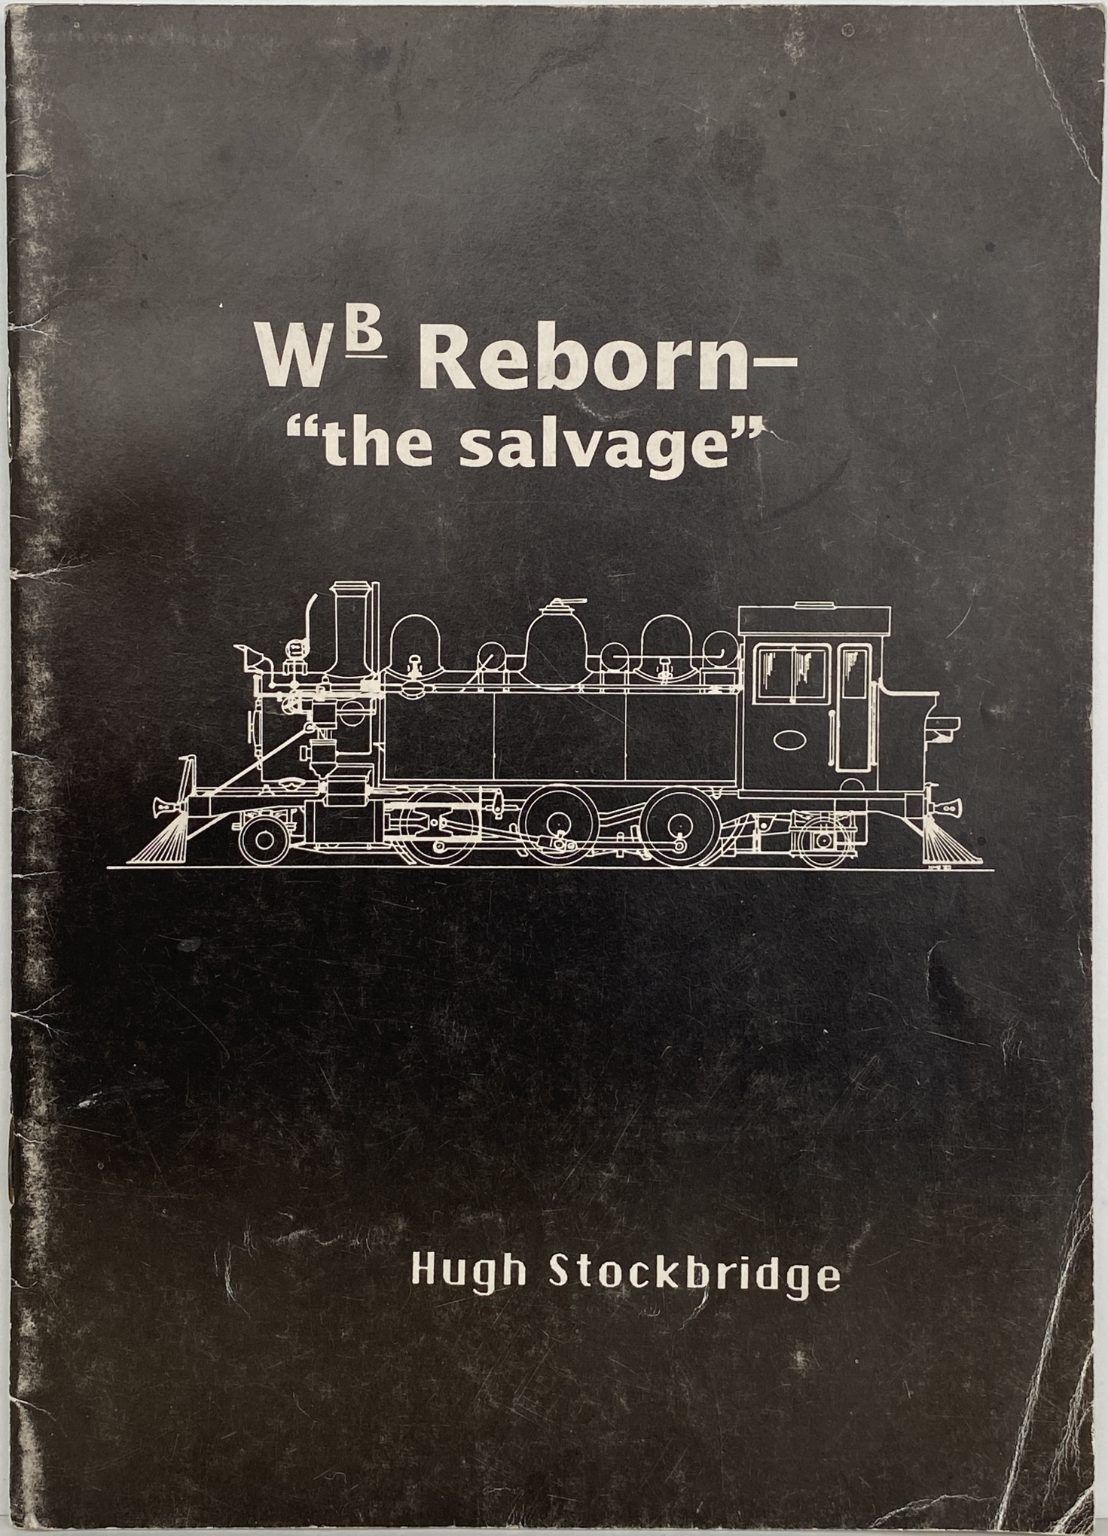 Wᴮ Reborn–
“the salvage”
Hugh Stockbridge